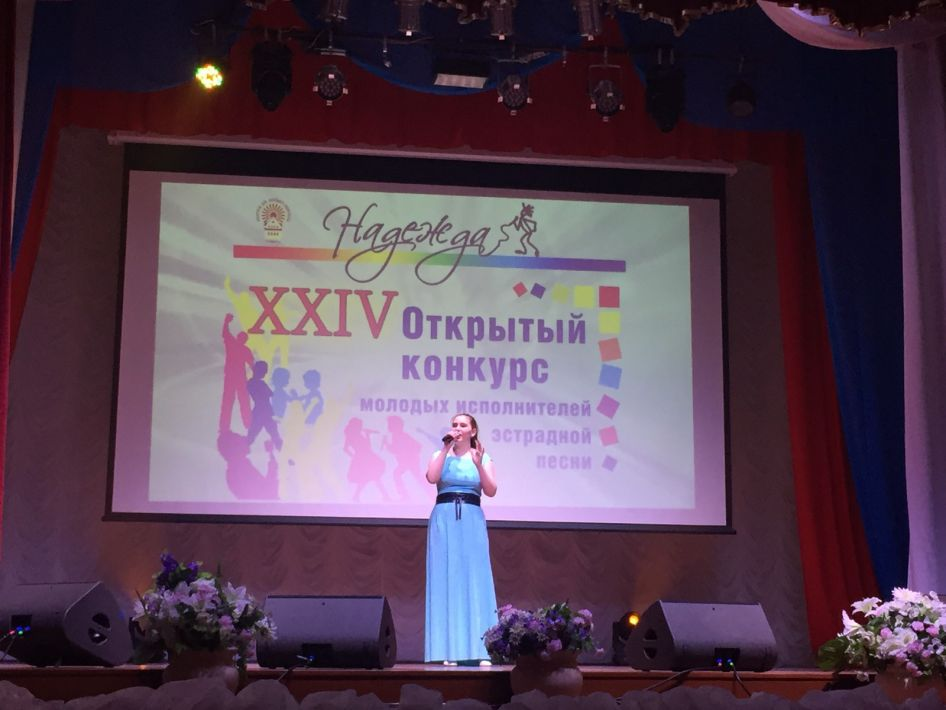 Надежда
XXIV Открытый
конкурс
молодых исполнителей
эстрадной
песни